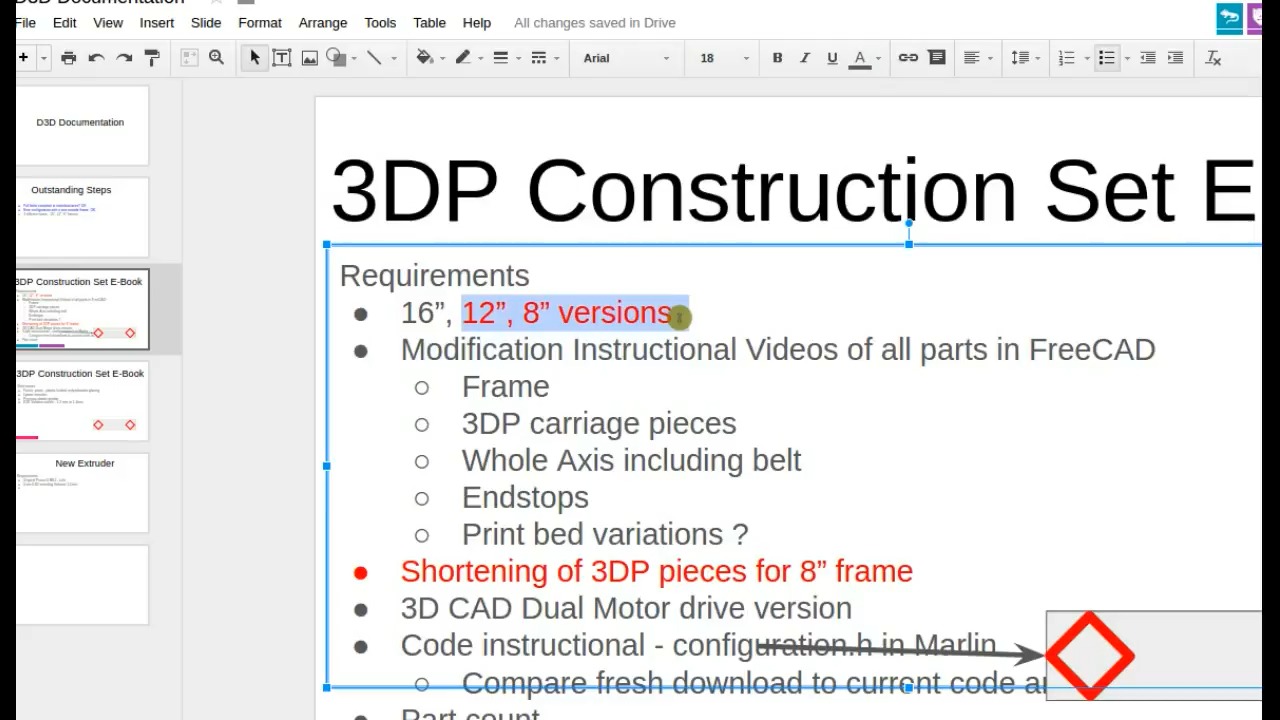 D3D Documentation
File Edit View Insert Slide Format Arrange Tools Table Help All changes saved in Drive
Arial 18
D3D Documentation
Outstanding Steps
3DP Construction Set E-Book
3DP Construction Set E-Book
New Extruder
3DP Construction Set E
Requirements
● 16”, 12”, 8” versions
● Modification Instructional Videos of all parts in FreeCAD
○ Frame
○ 3DP carriage pieces
○ Whole Axis including belt
○ Endstops
○ Print bed variations ?
● Shortening of 3DP pieces for 8” frame
● 3D CAD Dual Motor drive version
● Code instructional - configuration.h in Marlin
○ Compare fresh download to current code
● Part count